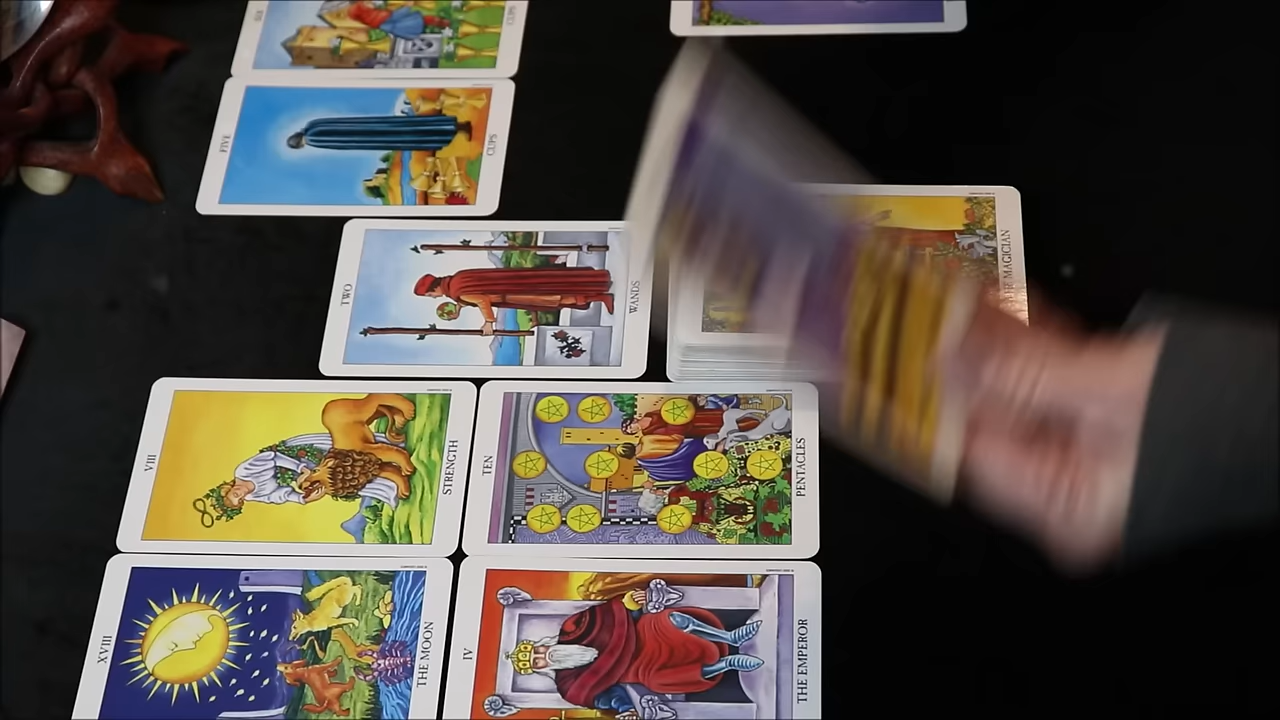 SIX
CUPS
FIVE
CUPS
TWO
WANDS
THE MAGICIAN
VIII
STRENGTH
TEN
PENTACLES
XVIII
THE MOON
IV
THE EMPEROR